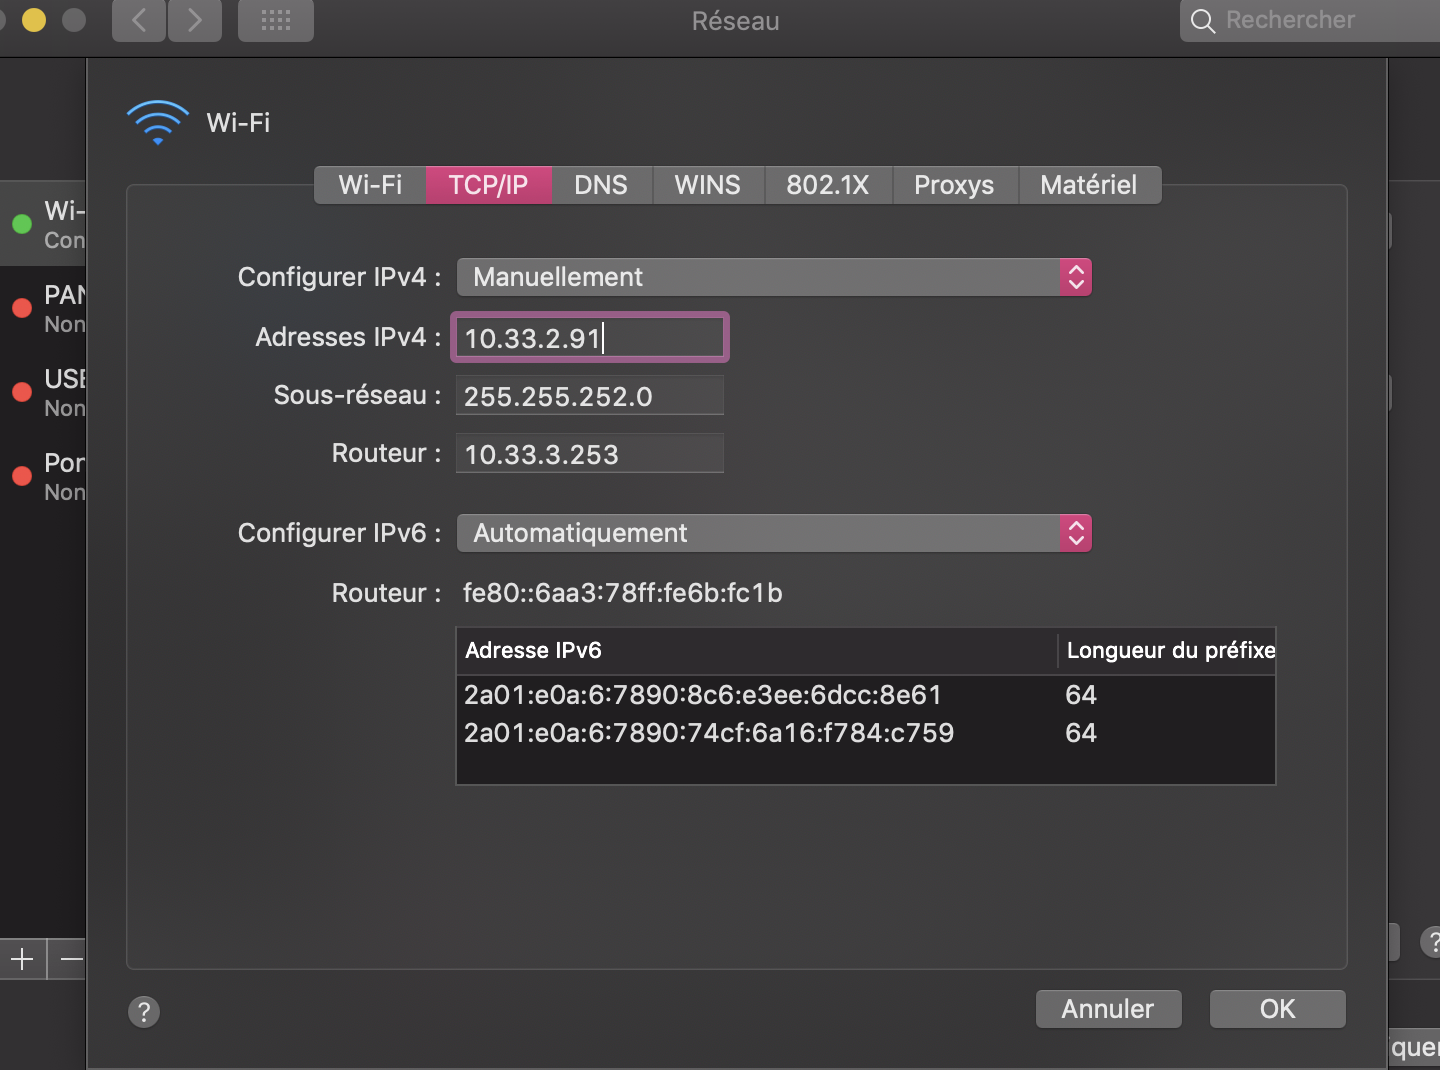 Réseau
Rechercher
Wi-Fi
Wi-Fi TCP/IP DNS WINS 802.1X Proxys Matériel
Wi-
Con
PAN
Non
USB
Non
Por
Non
Configurer IPv4 : Manuellement
Adresses IPv4 : 10.33.2.91
Sous-réseau : 255.255.252.0
Routeur : 10.33.3.253
Configurer IPv6 : Automatiquement
Routeur : fe80::6aa3:78ff:fe6b:fc1b
Adresse IPv6 Longueur du préfixe
2a01:e0a:6:7890:8c6:e3ee:6dcc:8e61 64
2a01:e0a:6:7890:74cf:6a16:f784:c759 64
+ —
?
? Annuler OK
quer